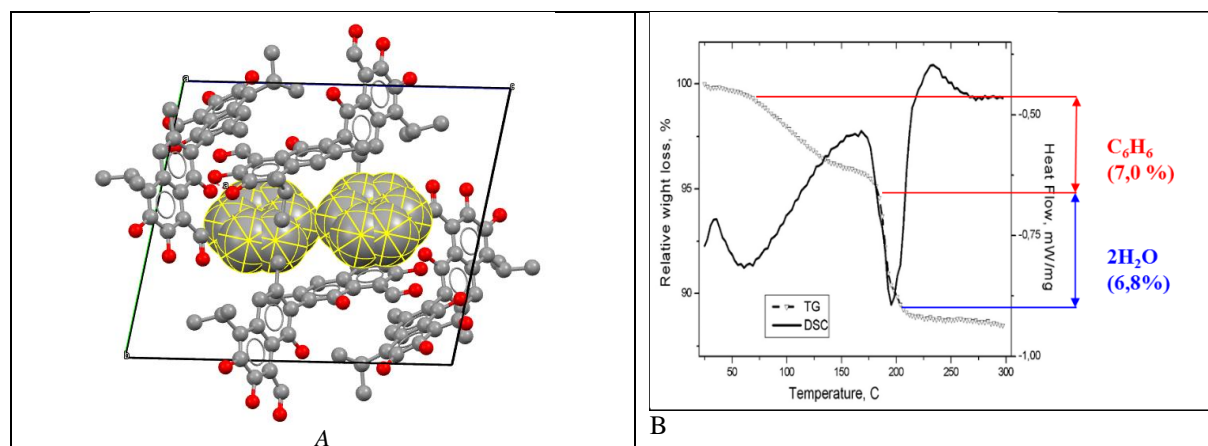 a
c
a
b
A
100
95
90
Relative wight loss, %
50
100
150
200
250
300
Temperature, C
TG
DSC
-0,50
-0,75
-1,00
Heat Flow, mW/mg
C₆H₆
(7,0 %)
2H₂O
(6,8%)
B